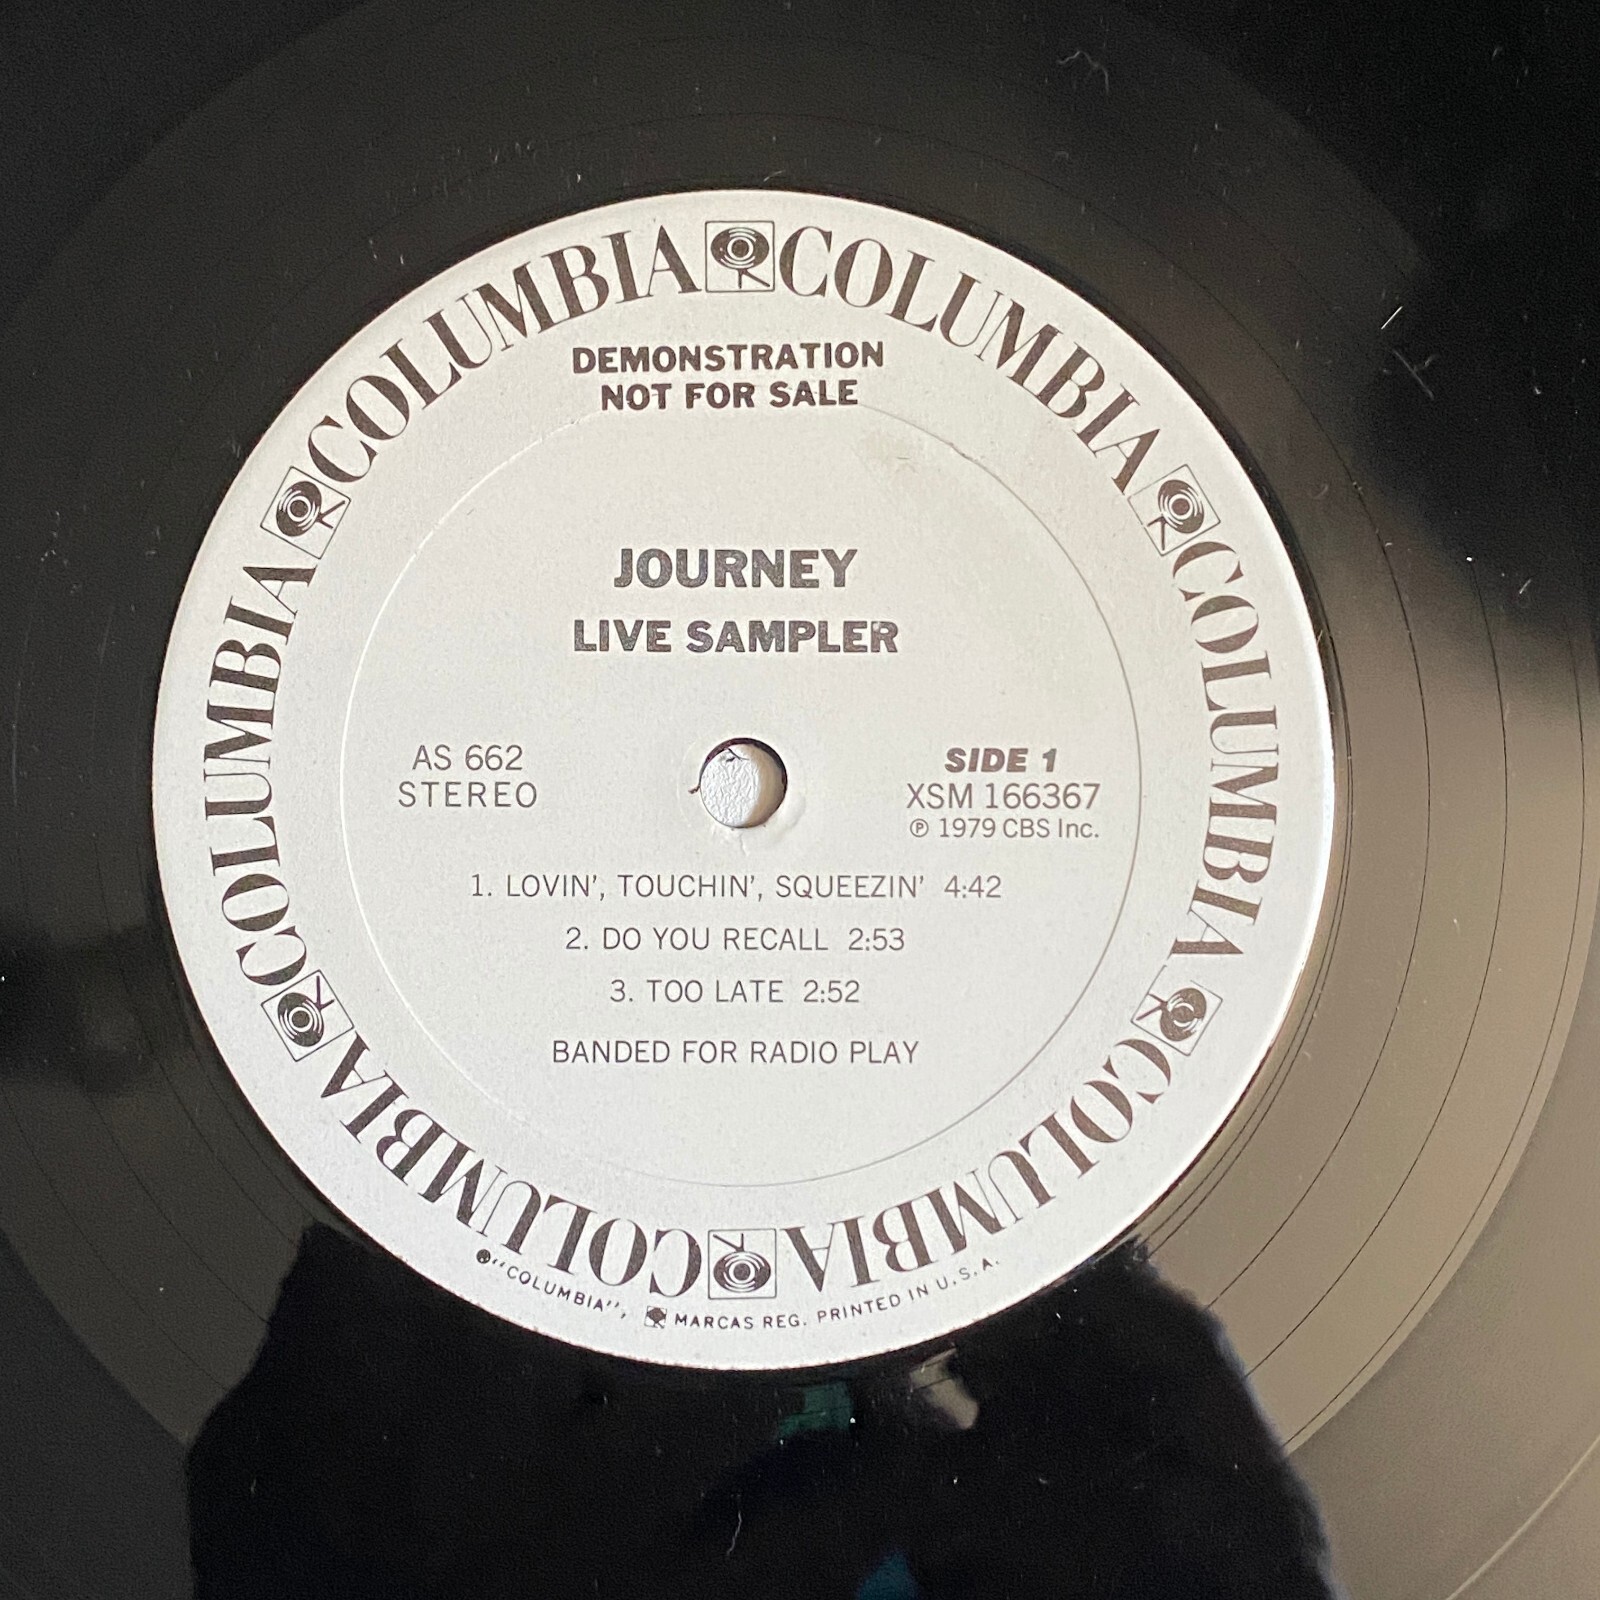 COLUMBIA COLUMBIA COLUMBIA COLUMBIA COLUMBIA COLUMBIA
DEMONSTRATION
NOT FOR SALE
JOURNEY
LIVE SAMPLER
AS 662
STEREO
SIDE 1
XSM 166367
℗ 1979 CBS Inc.
1. LOVIN', TOUCHIN', SQUEEZIN' 4:42
2. DO YOU RECALL 2:53
3. TOO LATE 2:52
BANDED FOR RADIO PLAY
® "COLUMBIA", MARCAS REG. PRINTED IN U.S.A.